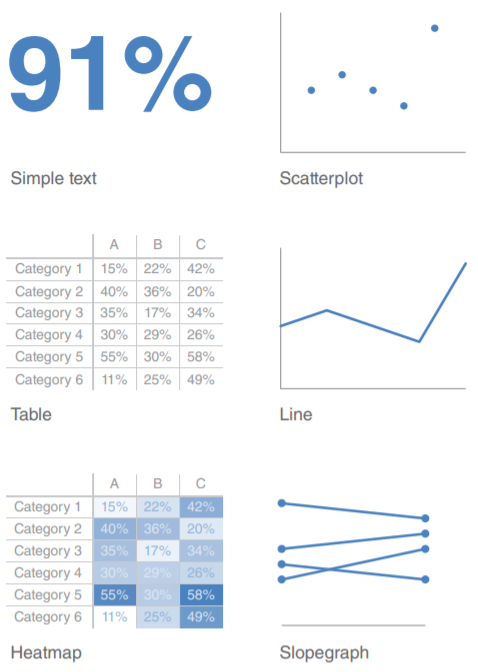 91%
Simple text
Scatterplot
A B C
Category 1 15% 22% 42%
Category 2 40% 36% 20%
Category 3 35% 17% 34%
Category 4 30% 29% 26%
Category 5 55% 30% 58%
Category 6 11% 25% 49%
Table
Line
A B C
Category 1 15% 22% 42%
Category 2 40% 36% 20%
Category 3 35% 17% 34%
Category 4 30% 29% 26%
Category 5 55% 30% 58%
Category 6 11% 25% 49%
Heatmap
Slopegraph